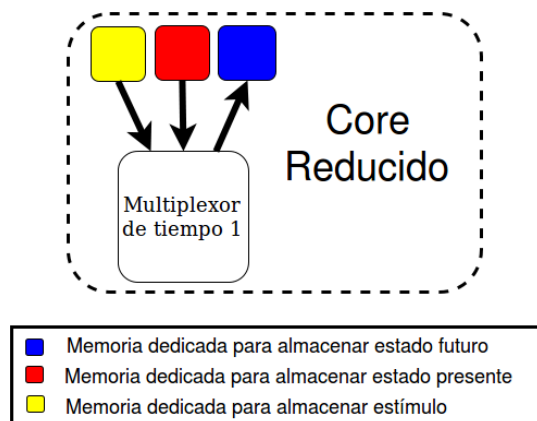 Core
Reducido
Multiplexor
de tiempo 1
Memoria dedicada para almacenar estado futuro
Memoria dedicada para almacenar estado presente
Memoria dedicada para almacenar estímulo